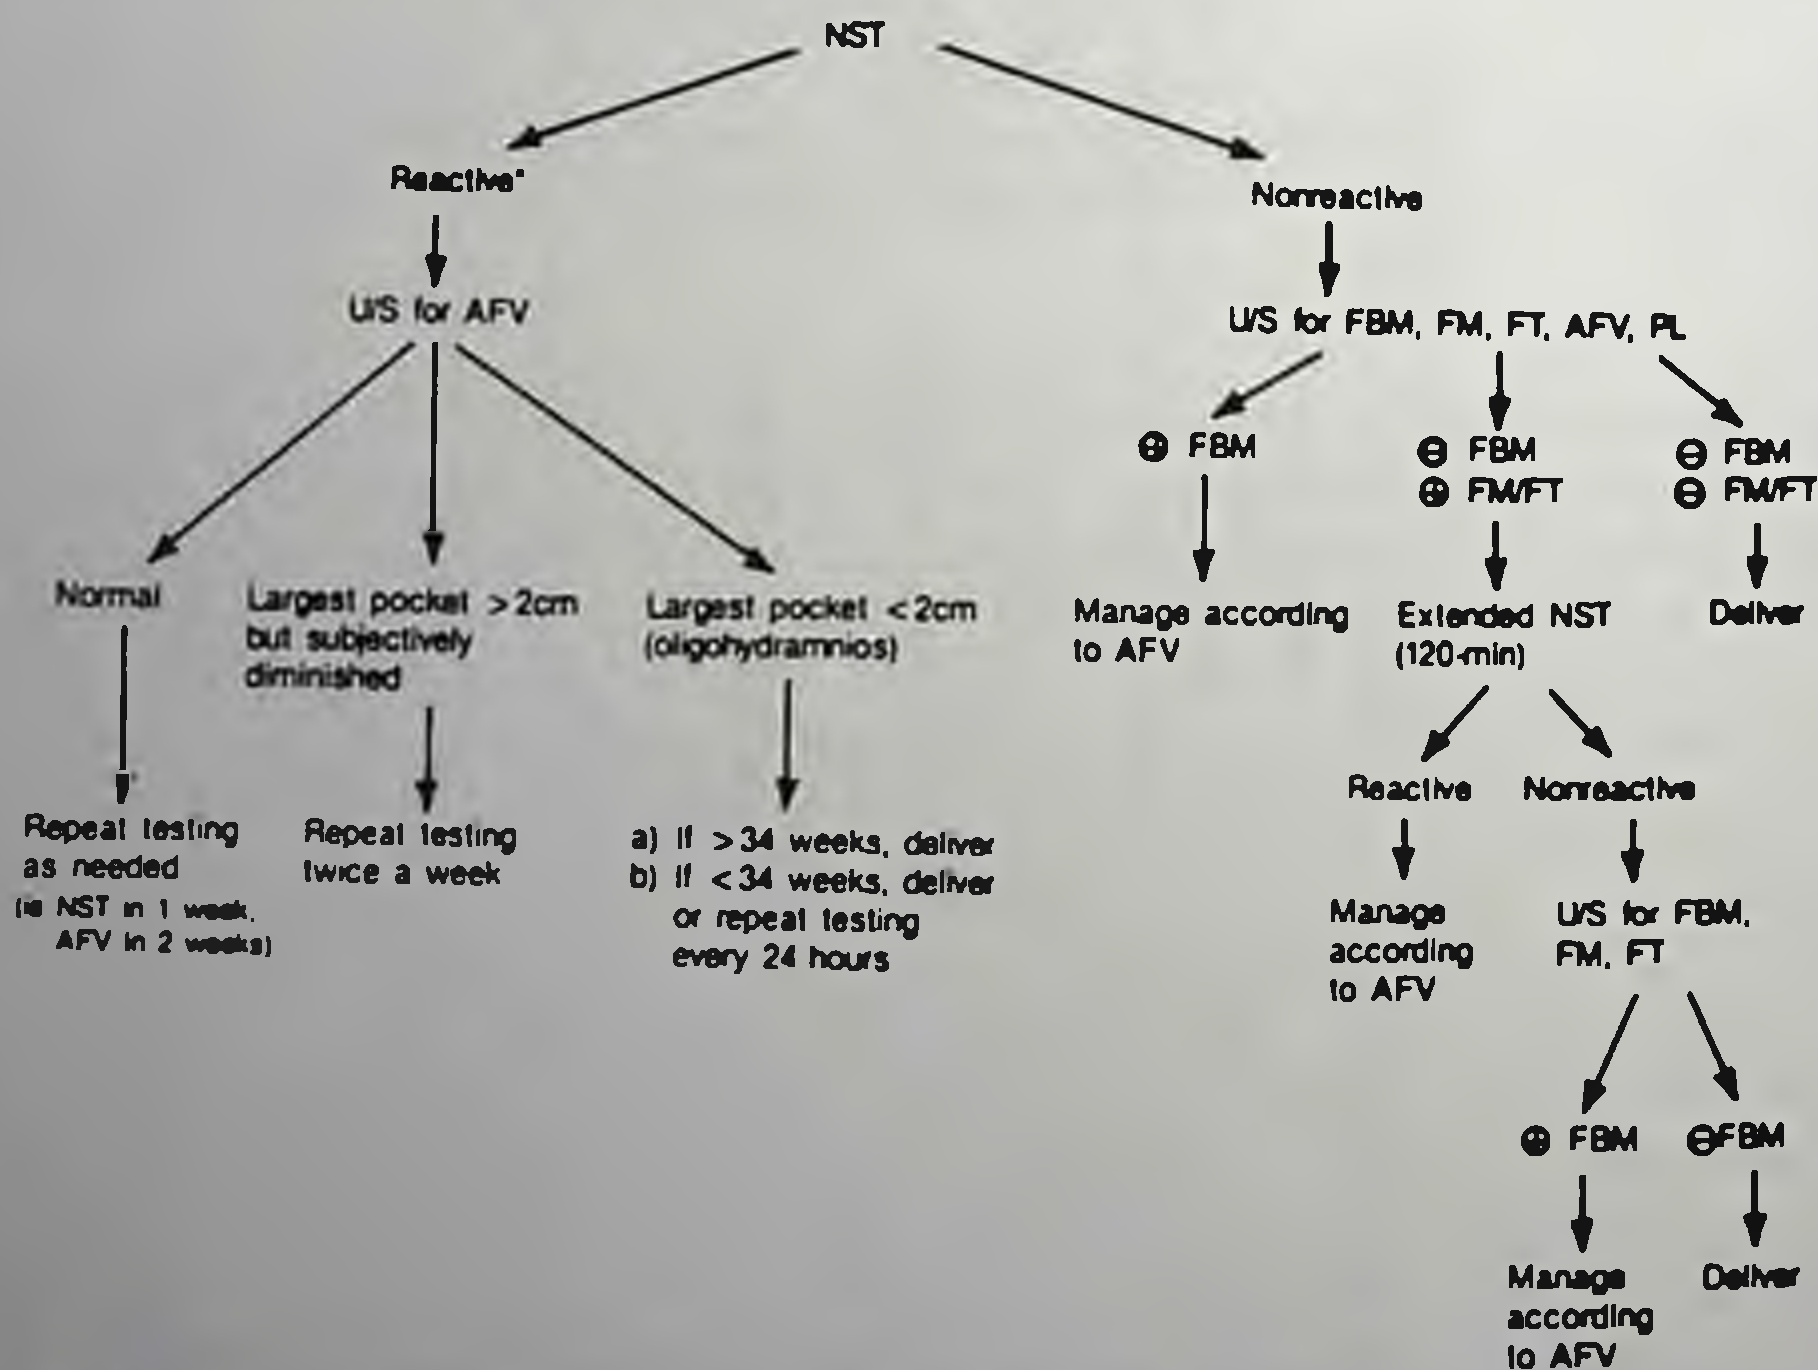 NST
Reactive*
U/S for AFV
Normal
Largest pocket >2cm
but subjectively
diminished
Largest pocket <2cm
(oligohydramnios)
Repeat testing
as needed
(ie NST in 1 week,
AFV in 2 weeks)
Repeat testing
twice a week
a) If >34 weeks, deliver
b) If <34 weeks, deliver
or repeat testing
every 24 hours
Nonreactive
U/S for FBM, FM, FT, AFV, PL
⊕ FBM
Manage according
to AFV
⊖ FBM
⊕ FM/FT
Extended NST
(120-min)
⊖ FBM
⊖ FM/FT
Deliver
Reactive
Manage
according
to AFV
Nonreactive
U/S for FBM,
FM, FT
⊕ FBM
Manage
according
to AFV
⊖FBM
Deliver